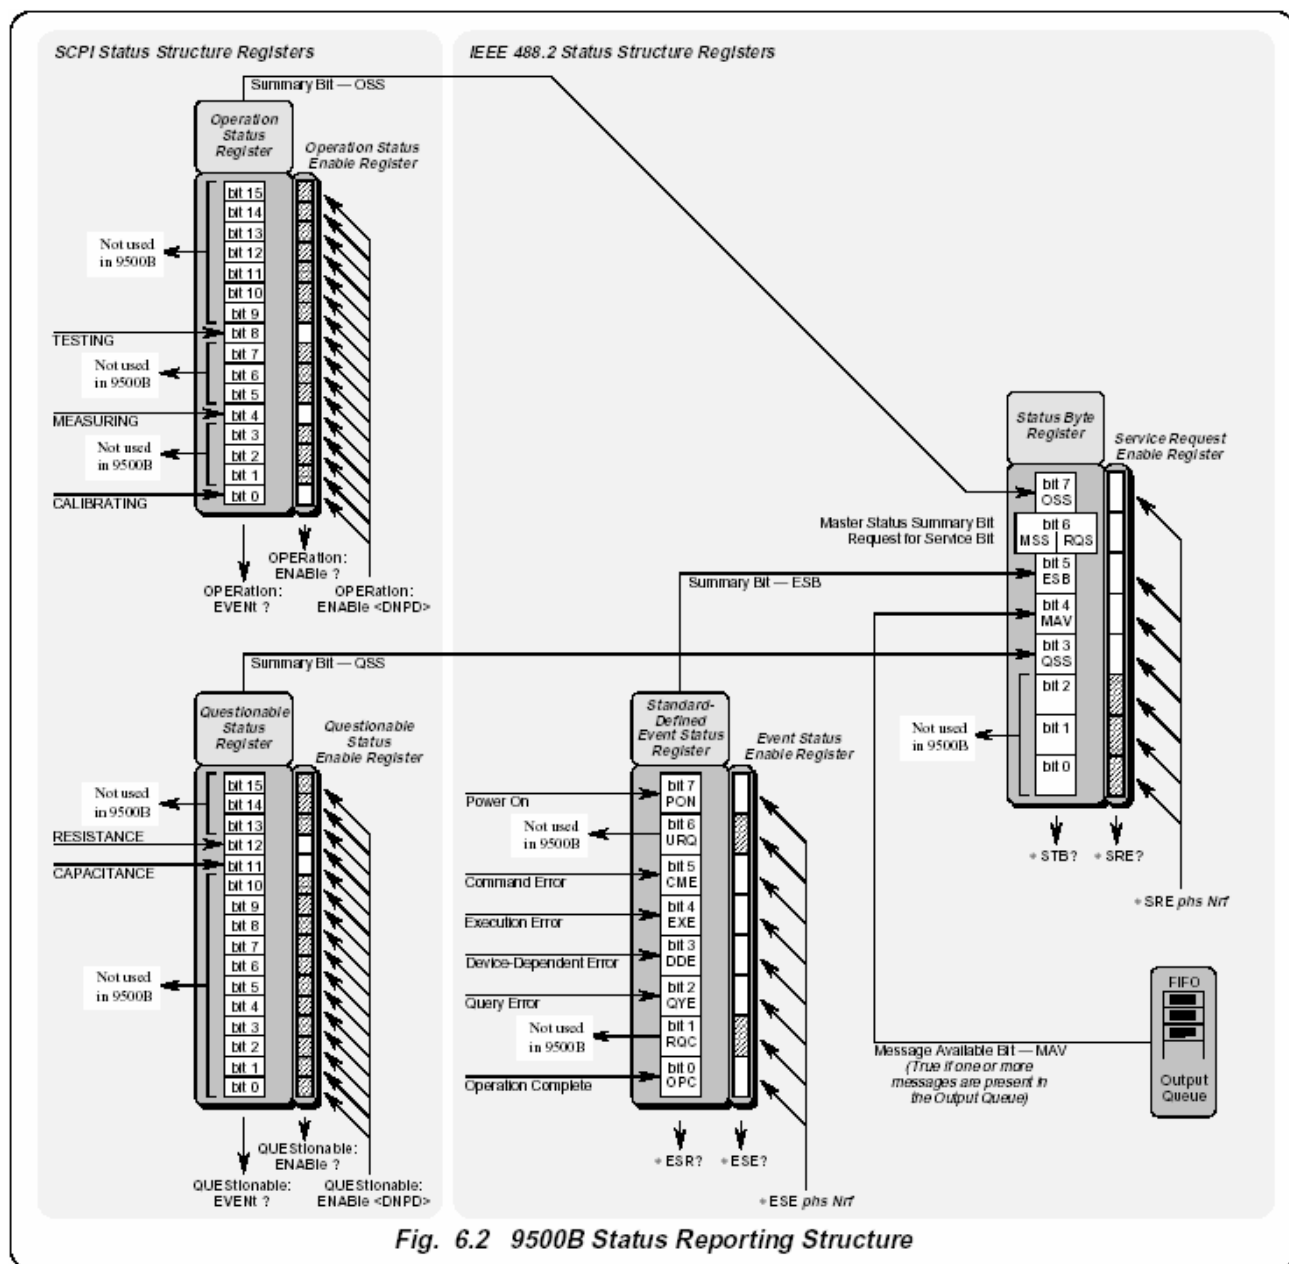 SCPI Status Structure Registers
Summary Bit — OSS
Operation
Status
Register
Operation Status
Enable Register
bit 15
bit 14
bit 13
bit 12
bit 11
bit 10
bit 9
bit 8
bit 7
bit 6
bit 5
bit 4
bit 3
bit 2
bit 1
bit 0
Not used
in 9500B
TESTING
Not used
in 9500B
MEASURING
Not used
in 9500B
CALIBRATING
OPERation:
ENABle ?
OPERation:
EVENt ?
OPERation:
ENABle <DNPD>
Summary Bit — QSS
Questionable
Status
Register
Questionable
Status
Enable Register
bit 15
bit 14
bit 13
bit 12
bit 11
bit 10
bit 9
bit 8
bit 7
bit 6
bit 5
bit 4
bit 3
bit 2
bit 1
bit 0
Not used
in 9500B
RESISTANCE
CAPACITANCE
Not used
in 9500B
QUEStionable:
ENABle ?
QUEStionable:
EVENt ?
QUEStionable:
ENABle <DNPD>
IEEE 488.2 Status Structure Registers
Summary Bit — ESB
Standard-
Defined
Event Status
Register
Event Status
Enable Register
Power On
bit 7
PON
Not used
in 9500B
bit 6
URQ
Command Error
bit 5
CME
Execution Error
bit 4
EXE
Device-Dependent Error
bit 3
DDE
Query Error
bit 2
QYE
Not used
in 9500B
bit 1
RQC
Operation Complete
bit 0
OPC
* ESR?
* ESE?
* ESE phs Nrf
Status Byte
Register
Service Request
Enable Register
bit 7
OSS
Master Status Summary Bit
Request for Service Bit
bit 6
MSS RQS
bit 5
ESB
bit 4
MAV
bit 3
QSS
bit 2
bit 1
bit 0
Not used
in 9500B
* STB?
* SRE?
* SRE phs Nrf
FIFO
Output
Queue
Message Available Bit — MAV
(True if one or more
messages are present in
the Output Queue)
Fig. 6.2 9500B Status Reporting Structure